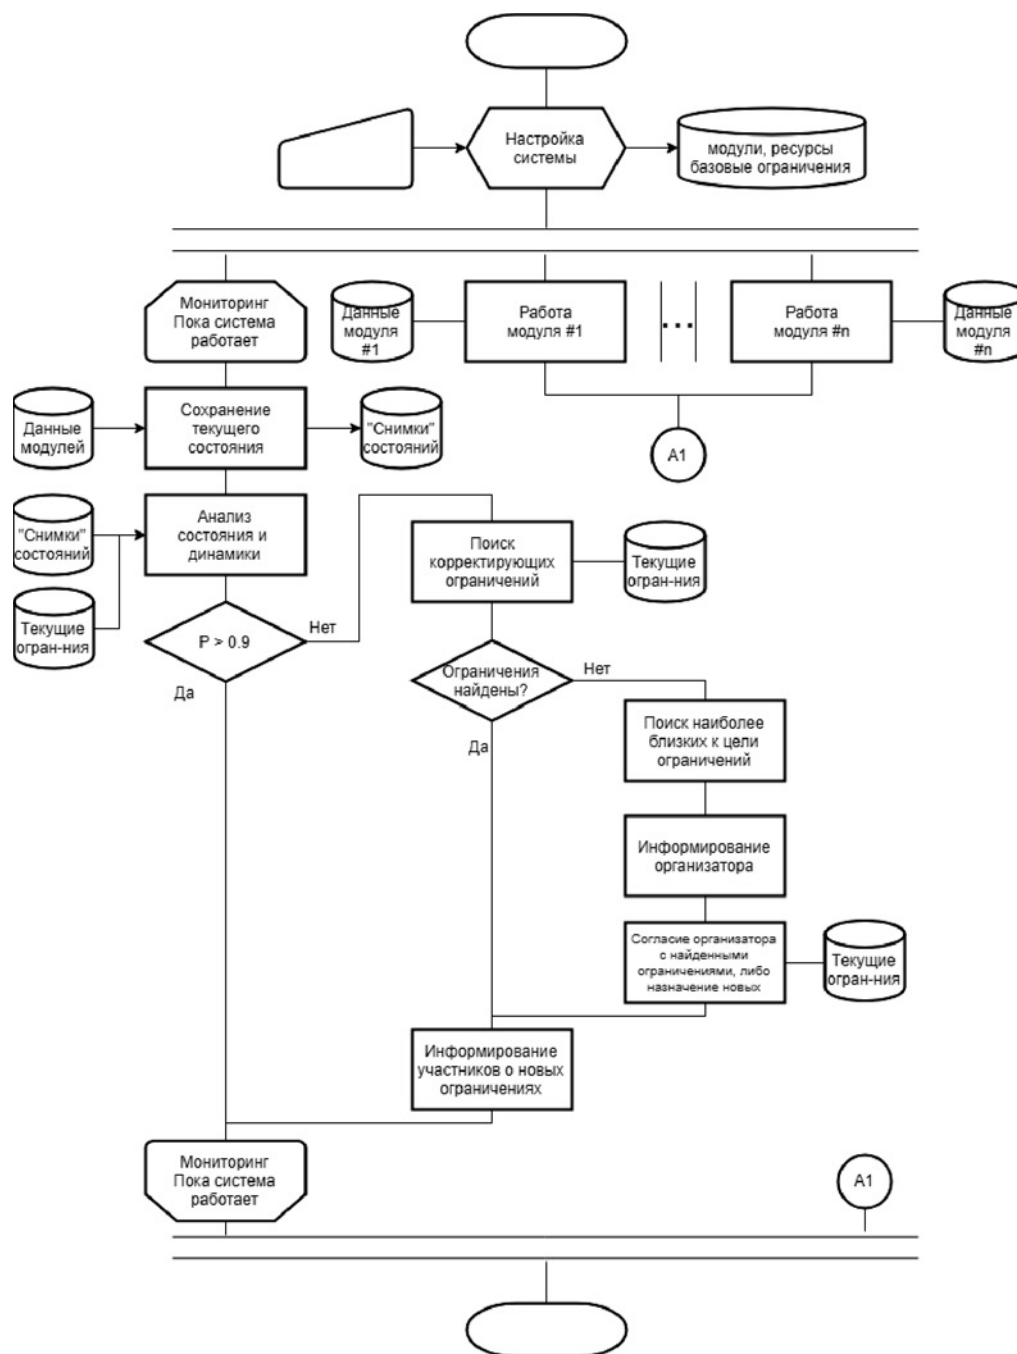 Настройка
системы
модули, ресурсы
базовые ограничения
Мониторинг
Пока система
работает
Данные
модуля
#1
Работа
модуля #1
...
Работа
модуля #n
Данные
модуля
#n
Данные
модулей
Сохранение
текущего
состояния
"Снимки"
состояний
A1
"Снимки"
состояний
Анализ
состояния и
динамики
Поиск
корректирующих
ограничений
Текущие
огран-ния
Текущие
огран-ния
P > 0.9
Нет
Да
Ограничения
найдены?
Нет
Да
Поиск наиболее
близких к цели
ограничений
Информирование
организатора
Согласие организатора
с найденными
ограничениями, либо
назначение новых
Текущие
огран-ния
Информирование
участников о новых
ограничениях
Мониторинг
Пока система
работает
A1